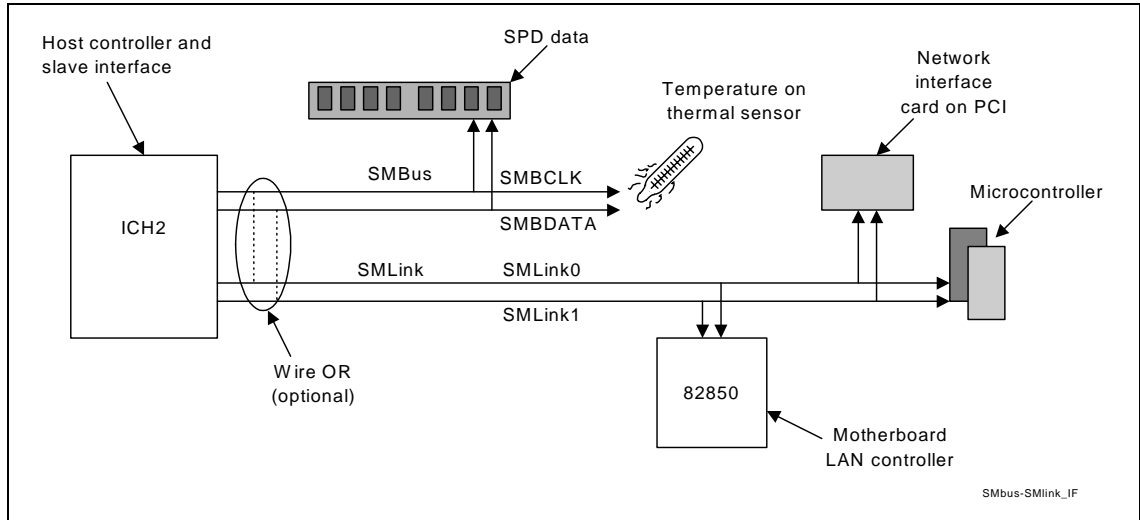 Host controller and
slave interface
SPD data
Temperature on
thermal sensor
Network
interface
card on PCI
Microcontroller
SMBus
SMBCLK
SMBDATA
ICH2
SMLink
SMLink0
SMLink1
Wire OR
(optional)
82850
Motherboard
LAN controller
SMbus-SMlink_IF